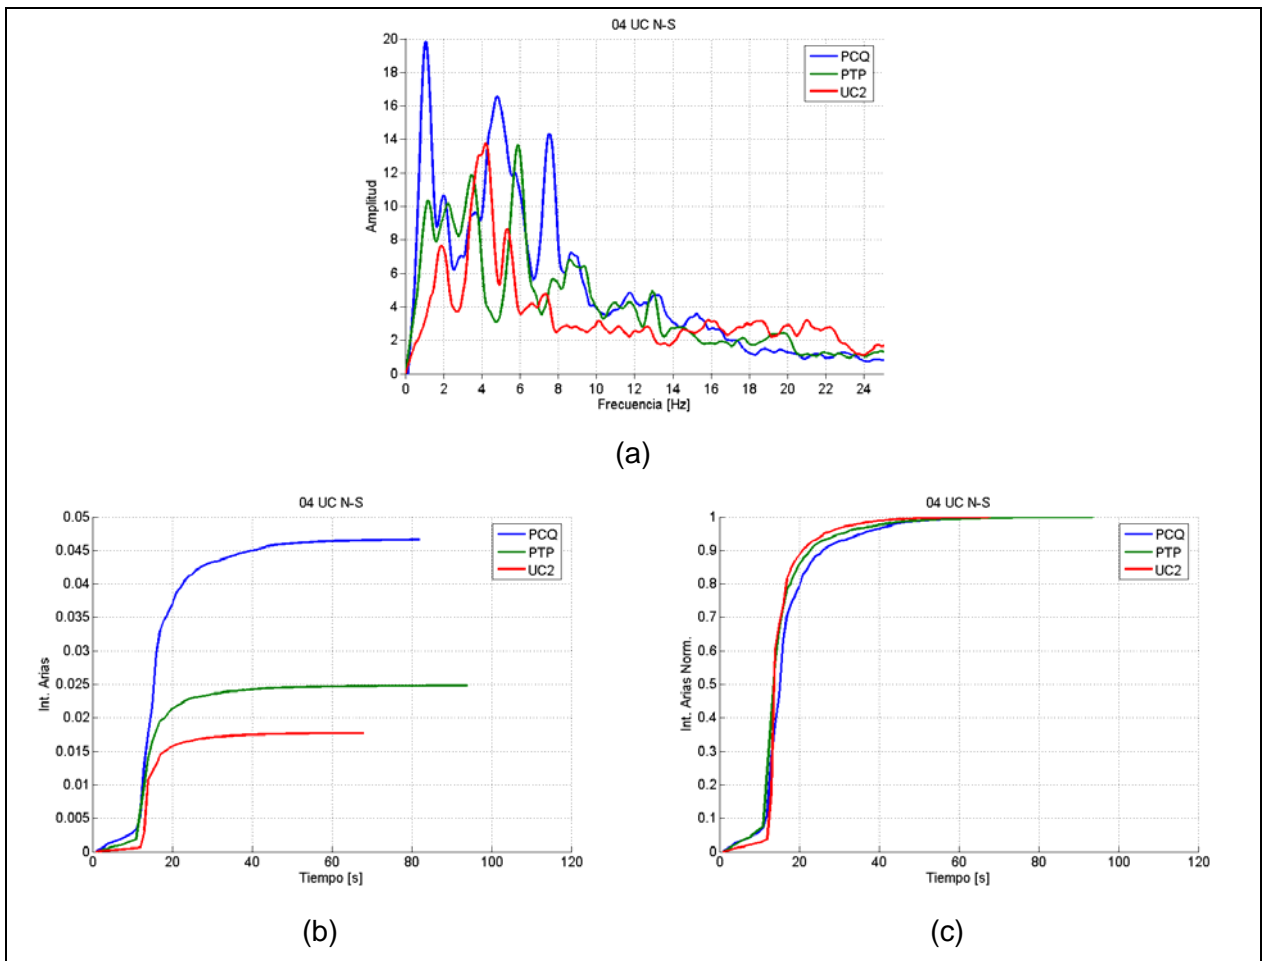 04 UC N-S
20
18
16
14
12
10
8
6
4
2
0
Amplitud
PCQ
PTP
UC2
0 2 4 6 8 10 12 14 16 18 20 22 24
Frecuencia [Hz]
(a)
04 UC N-S
0.05
0.045
0.04
0.035
0.03
0.025
0.02
0.015
0.01
0.005
0
Int. Arias
PCQ
PTP
UC2
0 20 40 60 80 100 120
Tiempo [s]
(b)
04 UC N-S
1
0.9
0.8
0.7
0.6
0.5
0.4
0.3
0.2
0.1
0
Int. Arias Norm.
PCQ
PTP
UC2
0 20 40 60 80 100 120
Tiempo [s]
(c)